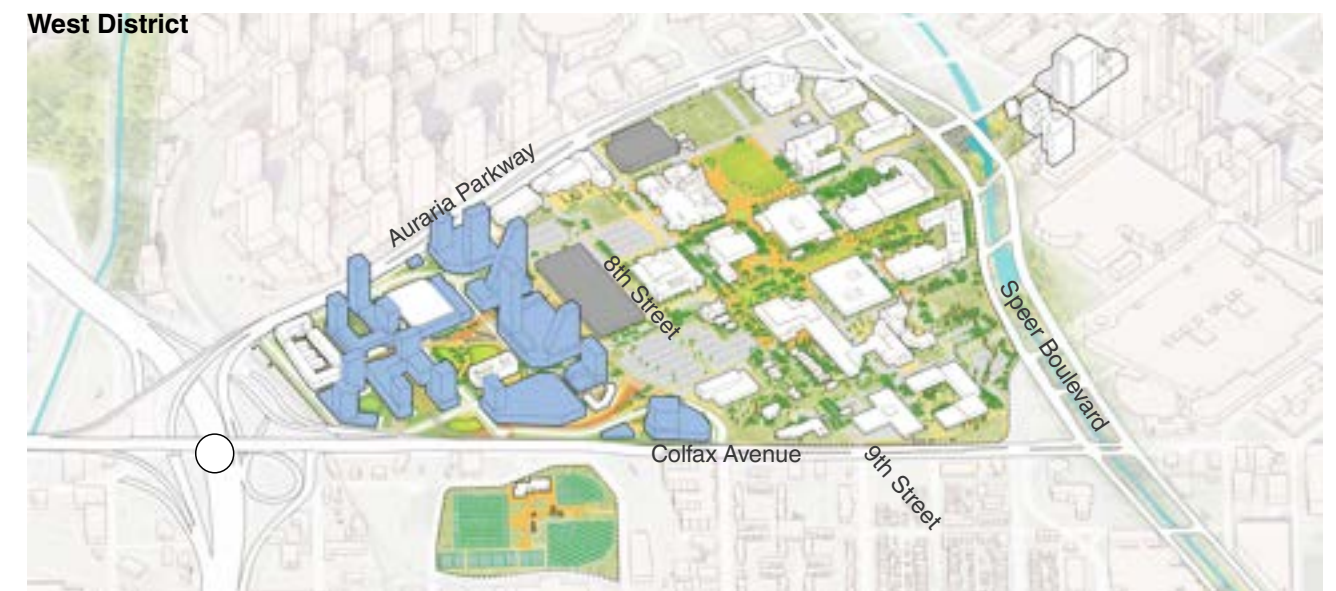 West District
Auraria Parkway
8th Street
Speer Boulevard
Colfax Avenue
9th Street